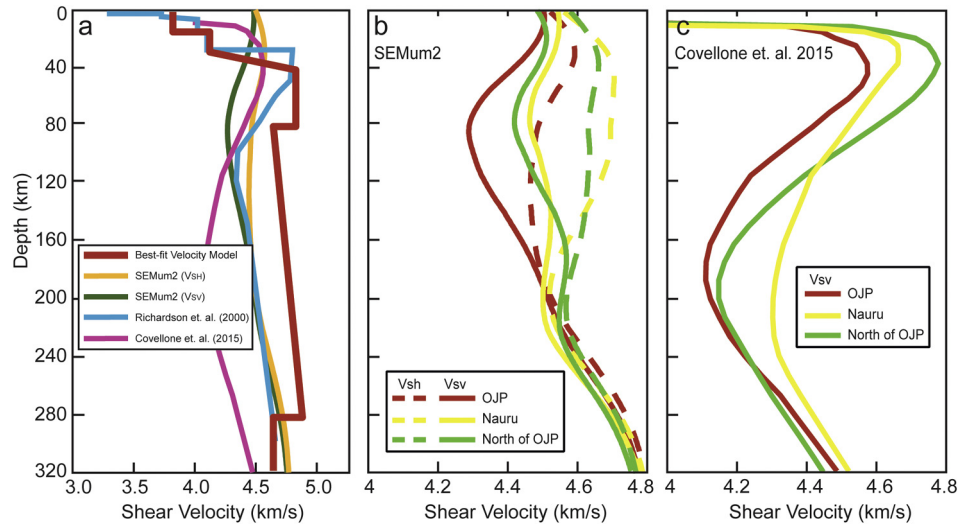 a
0
40
80
120
160
200
240
280
320
Depth (km)
Best-fit Velocity Model
SEMum2 (VSH)
SEMum2 (VSV)
Richardson et. al. (2000)
Covellone et. al. (2015)
3.0
3.5
4.0
4.5
5.0
Shear Velocity (km/s)
b
SEMum2
Vsh Vsv
OJP
Nauru
North of OJP
4
4.2
4.4
4.6
4.8
Shear Velocity (km/s)
c
Covellone et. al. 2015
Vsv
OJP
Nauru
North of OJP
4
4.2
4.4
4.6
4.8
Shear Velocity (km/s)